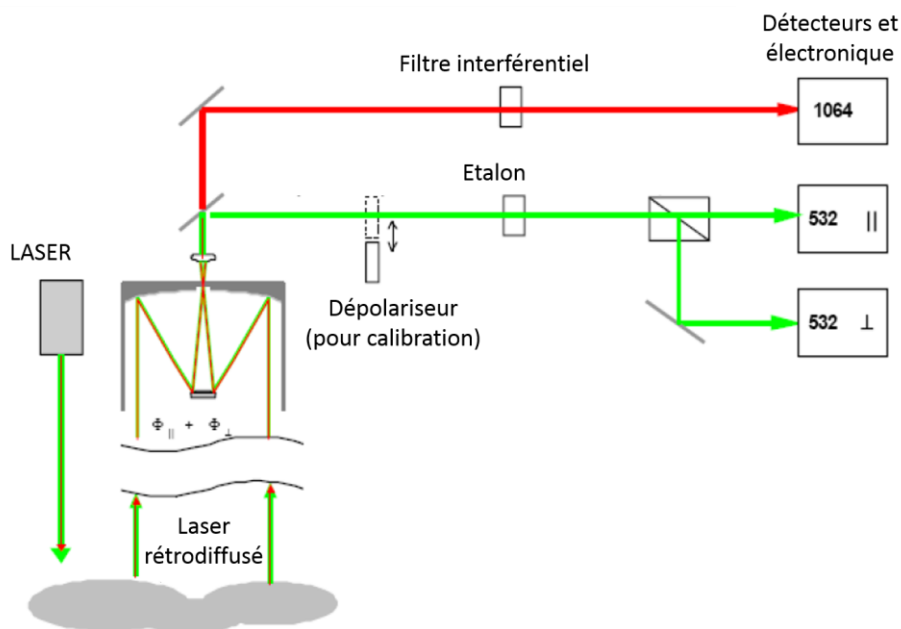 Détecteurs et
électronique
Filtre interférentiel
1064
Etalon
532 ||
LASER
Dépolariseur
(pour calibration)
532 ⊥
Φ|| + Φ⊥
Laser
rétrodiffusé